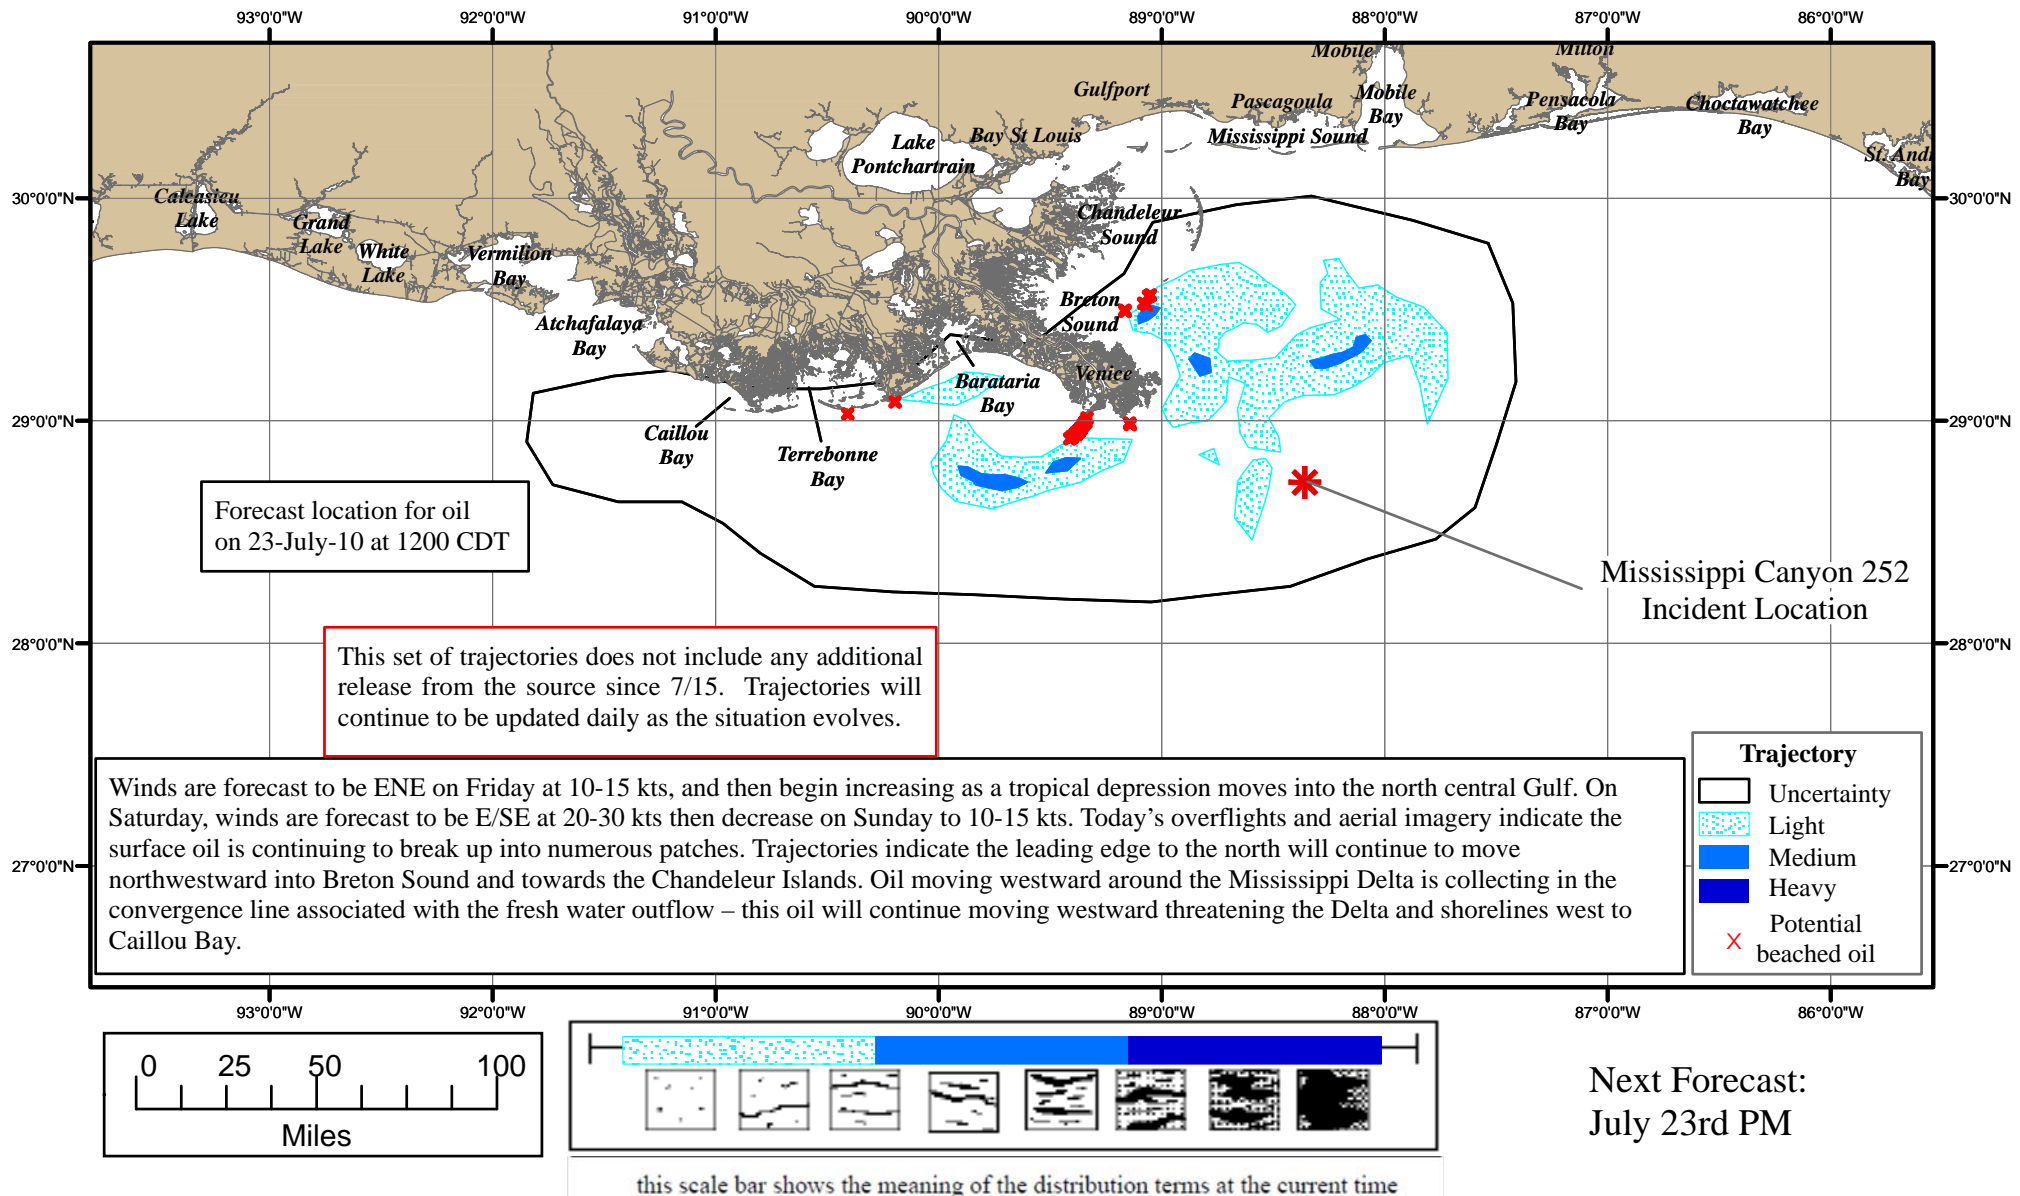 93°0'0"W 92°0'0"W 91°0'0"W 90°0'0"W 89°0'0"W 88°0'0"W 87°0'0"W 86°0'0"W
Mobile
Milton
Gulfport
Pascagoula
Mobile
Bay
Pensacola
Bay
Choctawatchee
Bay
Bay St Louis
Mississippi Sound
Lake
Pontchartrain
St. And
Bay
30°0'0"N
30°0'0"N
Calcasieu
Lake
Grand
Lake
White
Lake
Vermilion
Bay
Chandeleur
Sound
Atchafalaya
Bay
Breton
Sound
Venice
Barataria
Bay
29°0'0"N
29°0'0"N
Caillou
Bay
Terrebonne
Bay
Forecast location for oil
on 23-July-10 at 1200 CDT
Mississippi Canyon 252
Incident Location
28°0'0"N
28°0'0"N
This set of trajectories does not include any additional
release from the source since 7/15. Trajectories will
continue to be updated daily as the situation evolves.
Winds are forecast to be ENE on Friday at 10-15 kts, and then begin increasing as a tropical depression moves into the north central Gulf. On
Saturday, winds are forecast to be E/SE at 20-30 kts then decrease on Sunday to 10-15 kts. Today's overflights and aerial imagery indicate the
surface oil is continuing to break up into numerous patches. Trajectories indicate the leading edge to the north will continue to move
northwestward into Breton Sound and towards the Chandeleur Islands. Oil moving westward around the Mississippi Delta is collecting in the
convergence line associated with the fresh water outflow – this oil will continue moving westward threatening the Delta and shorelines west to
Caillou Bay.
Trajectory
Uncertainty
Light
Medium
Heavy
Potential
beached oil
27°0'0"N
27°0'0"N
93°0'0"W 92°0'0"W 91°0'0"W 90°0'0"W 89°0'0"W 88°0'0"W 87°0'0"W 86°0'0"W
0 25 50 100
Miles
this scale bar shows the meaning of the distribution terms at the current time
Next Forecast:
July 23rd PM